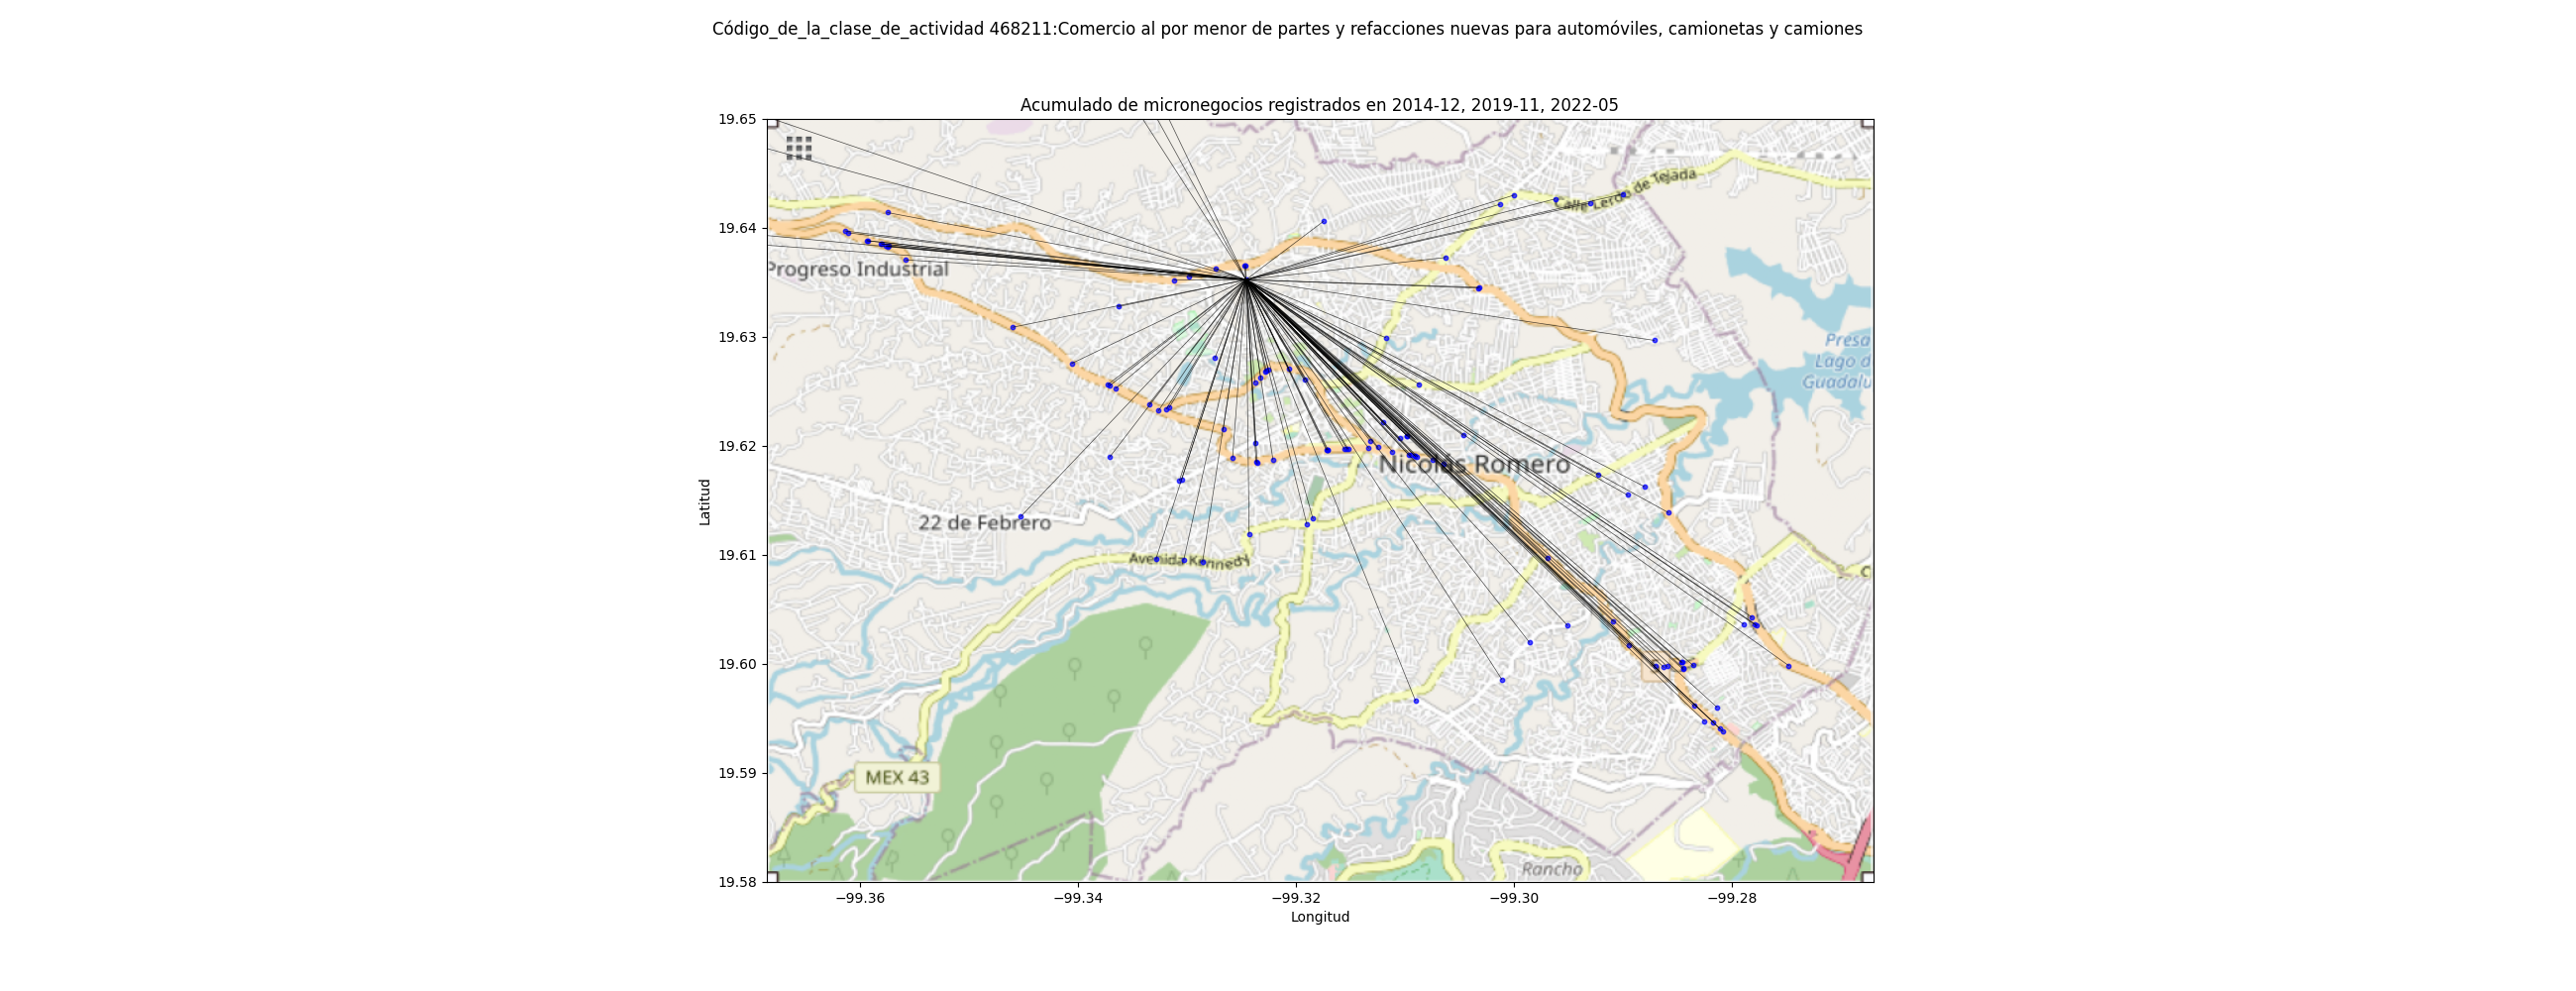 Código_de_la_clase_de_actividad 468211:Comercio al por menor de partes y refacciones nuevas para automóviles, camionetas y camiones
Acumulado de micronegocios registrados en 2014-12, 2019-11, 2022-05
19.65
19.64
19.63
19.62
19.61
19.60
19.59
19.58
Latitud
Calle Lerdo de Tejada
Progreso Industrial
Presa
Lago d
Guadalu
Nicolás Romero
22 de Febrero
Avenida Kennedy
C
MEX 43
Rancho
−99.36
−99.34
−99.32
−99.30
−99.28
Longitud